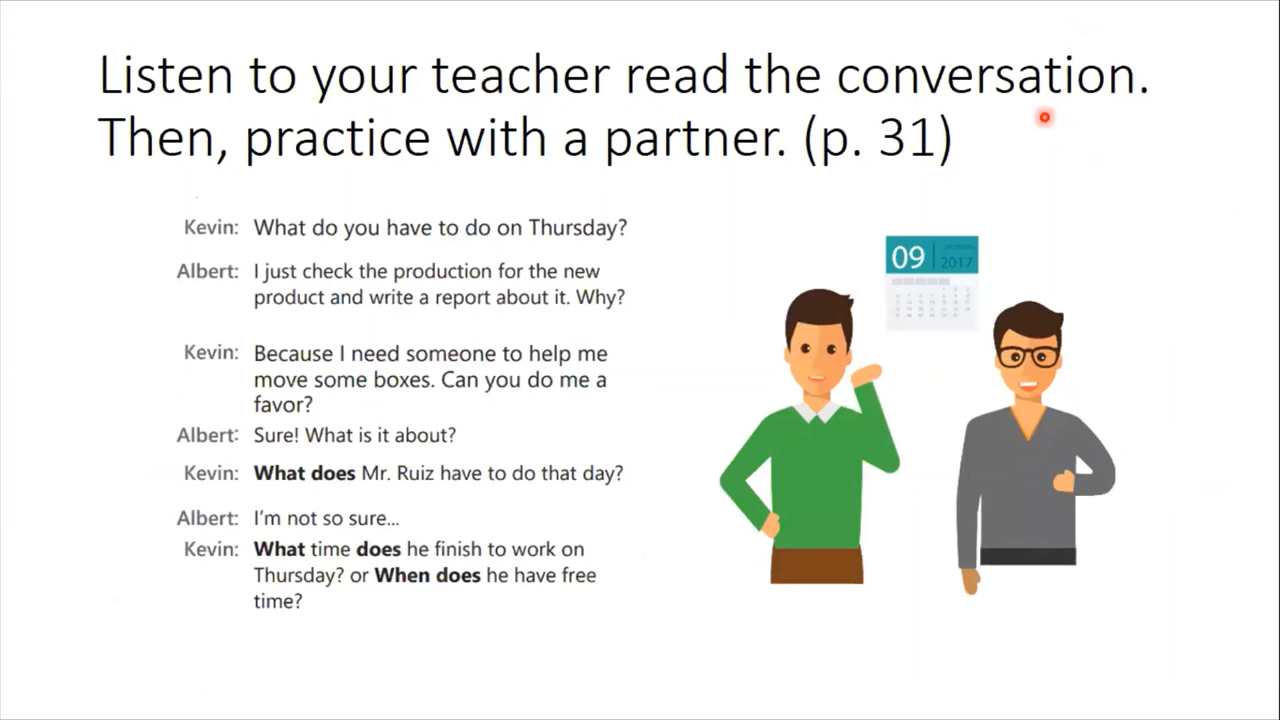 Listen to your teacher read the conversation.
Then, practice with a partner. (p. 31)
Kevin: What do you have to do on Thursday?
Albert: I just check the production for the new
product and write a report about it. Why?
Kevin: Because I need someone to help me
move some boxes. Can you do me a
favor?
Albert: Sure! What is it about?
Kevin: What does Mr. Ruiz have to do that day?
Albert: I'm not so sure...
Kevin: What time does he finish to work on
Thursday? or When does he have free
time?
09
2017